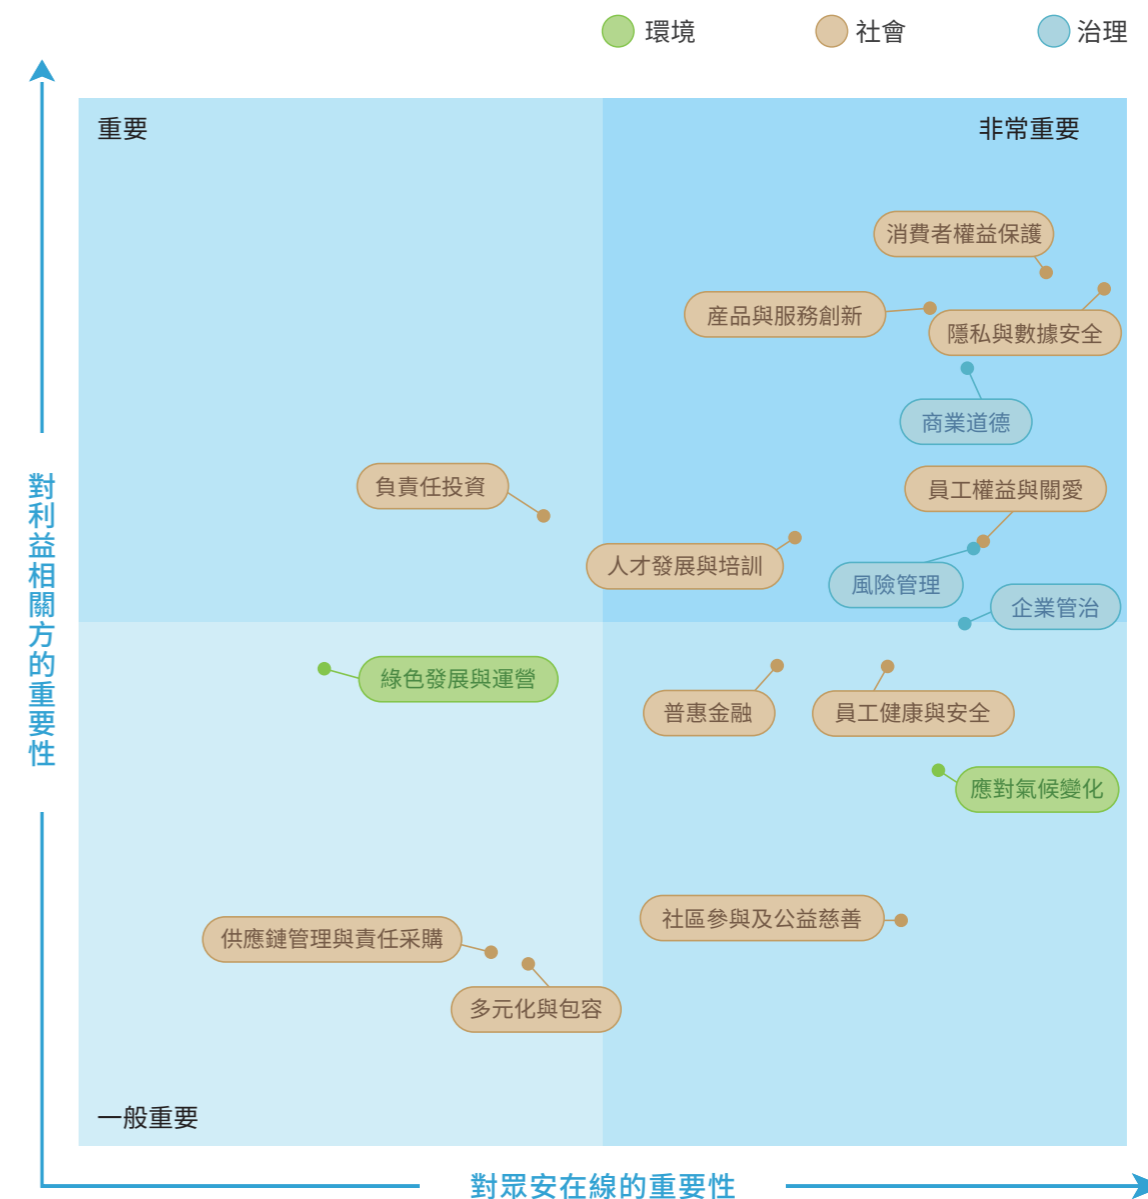 環境
社會
治理
重要
非常重要
消費者權益保護
産品與服務創新
隱私與數據安全
商業道德
負責任投資
員工權益與關愛
人才發展與培訓
風險管理
企業管治
對利益相關方的重要性
綠色發展與運營
普惠金融
員工健康與安全
應對氣候變化
社區參與及公益慈善
供應鏈管理與責任采購
多元化與包容
一般重要
對眾安在線的重要性